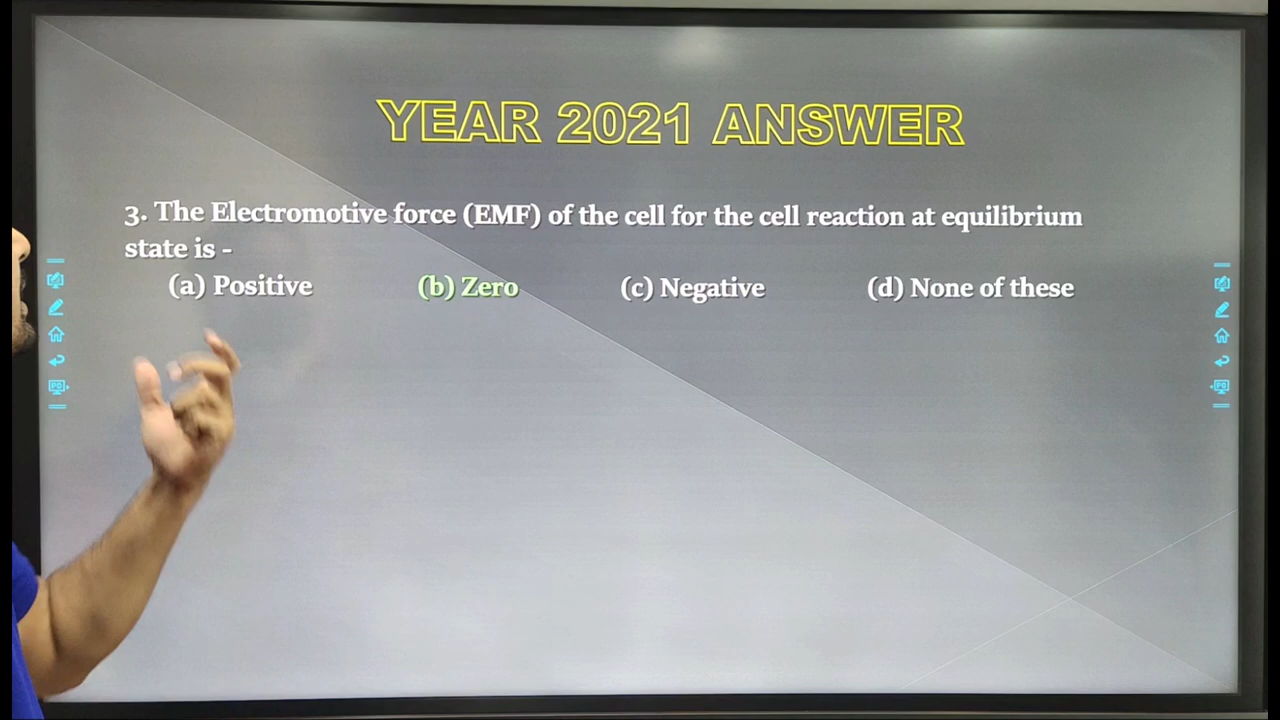 YEAR 2021 ANSWER
3. The Electromotive force (EMF) of the cell for the cell reaction at equilibrium
state is -
(a) Positive (b) Zero (c) Negative (d) None of these